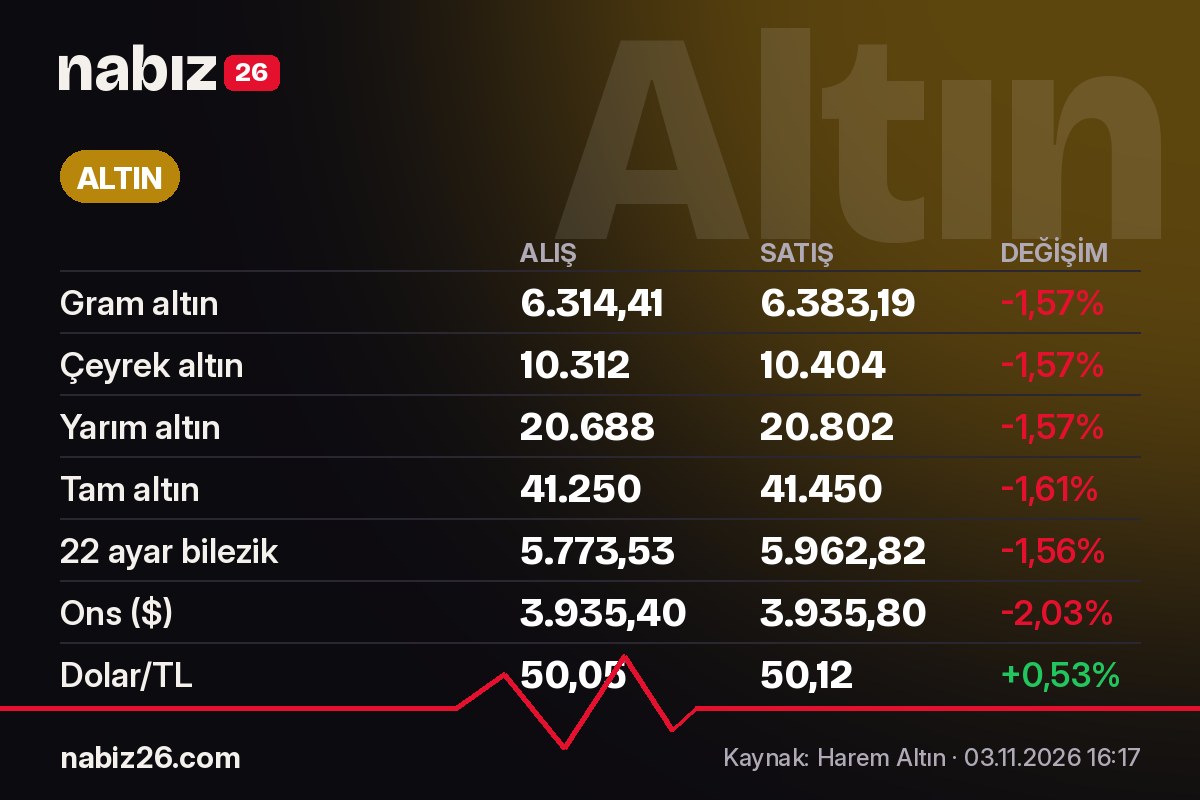 nabız 26
Altın
ALTIN
ALIŞ SATIŞ DEĞİŞİM
Gram altın 6.314,41 6.383,19 -1,57%
Çeyrek altın 10.312 10.404 -1,57%
Yarım altın 20.688 20.802 -1,57%
Tam altın 41.250 41.450 -1,61%
22 ayar bilezik 5.773,53 5.962,82 -1,56%
Ons ($) 3.935,40 3.935,80 -2,03%
Dolar/TL 50,05 50,12 +0,53%
nabiz26.com Kaynak: Harem Altın · 03.11.2026 16:17